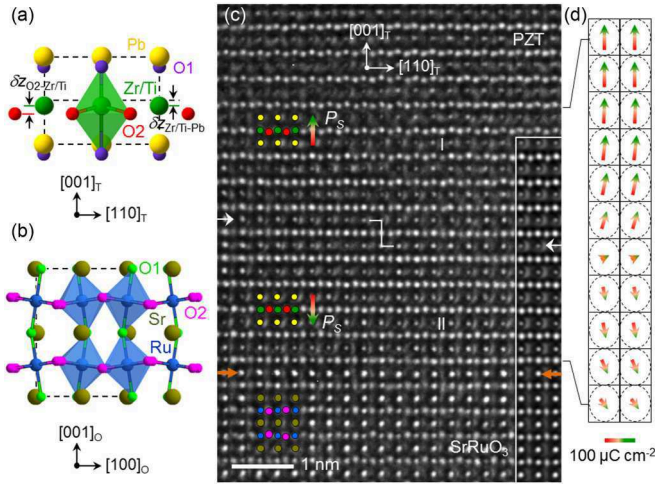 (a)
Pb
O1
δz O2-Zr/Ti
Zr/Ti
O2
δz Zr/Ti-Pb
[001]T
[110]T
(b)
O1
O2
Sr
Ru
[001]O
[100]O
(c)
[001]T
[110]T
PZT
PS
I
PS
II
SrRuO3
1 nm
(d)
100 μC cm-2